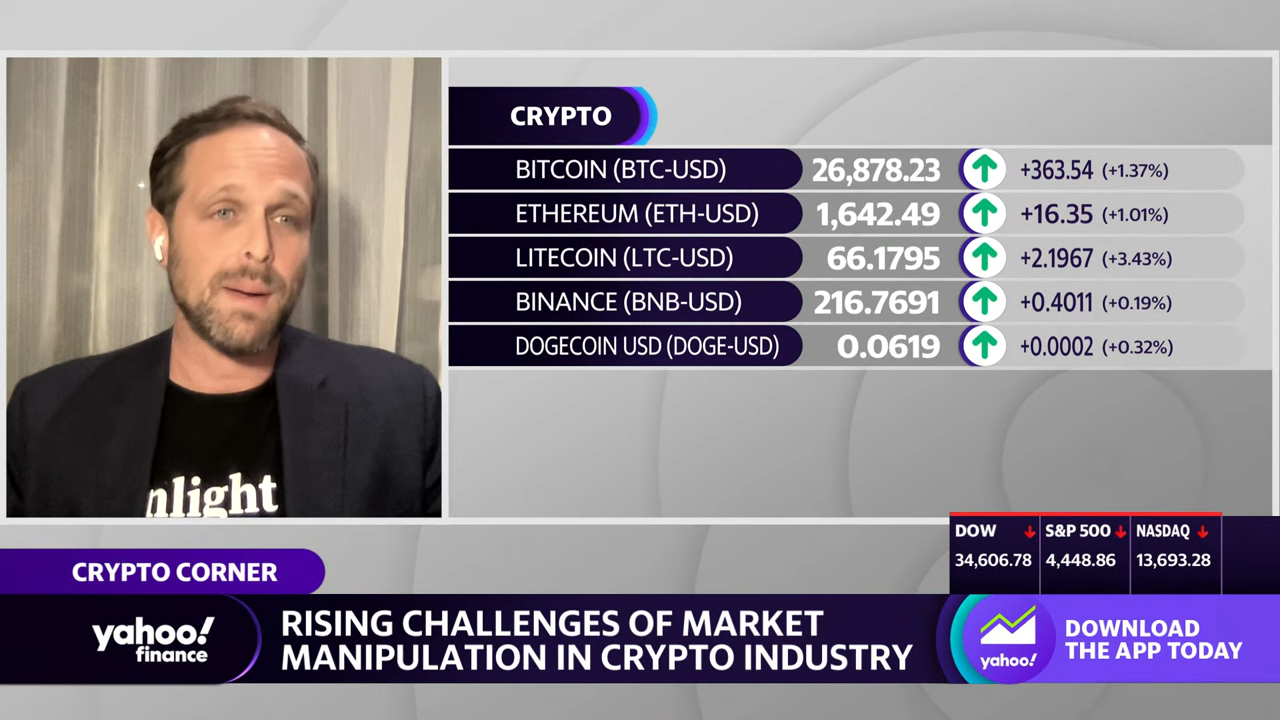 nlight
CRYPTO
BITCOIN (BTC-USD) 26,878.23 +363.54 (+1.37%)
ETHEREUM (ETH-USD) 1,642.49 +16.35 (+1.01%)
LITECOIN (LTC-USD) 66.1795 +2.1967 (+3.43%)
BINANCE (BNB-USD) 216.7691 +0.4011 (+0.19%)
DOGECOIN USD (DOGE-USD) 0.0619 +0.0002 (+0.32%)
DOW S&P 500 NASDAQ
34,606.78 4,448.86 13,693.28
CRYPTO CORNER
yahoo!
finance
RISING CHALLENGES OF MARKET
MANIPULATION IN CRYPTO INDUSTRY
yahoo!
DOWNLOAD
THE APP TODAY